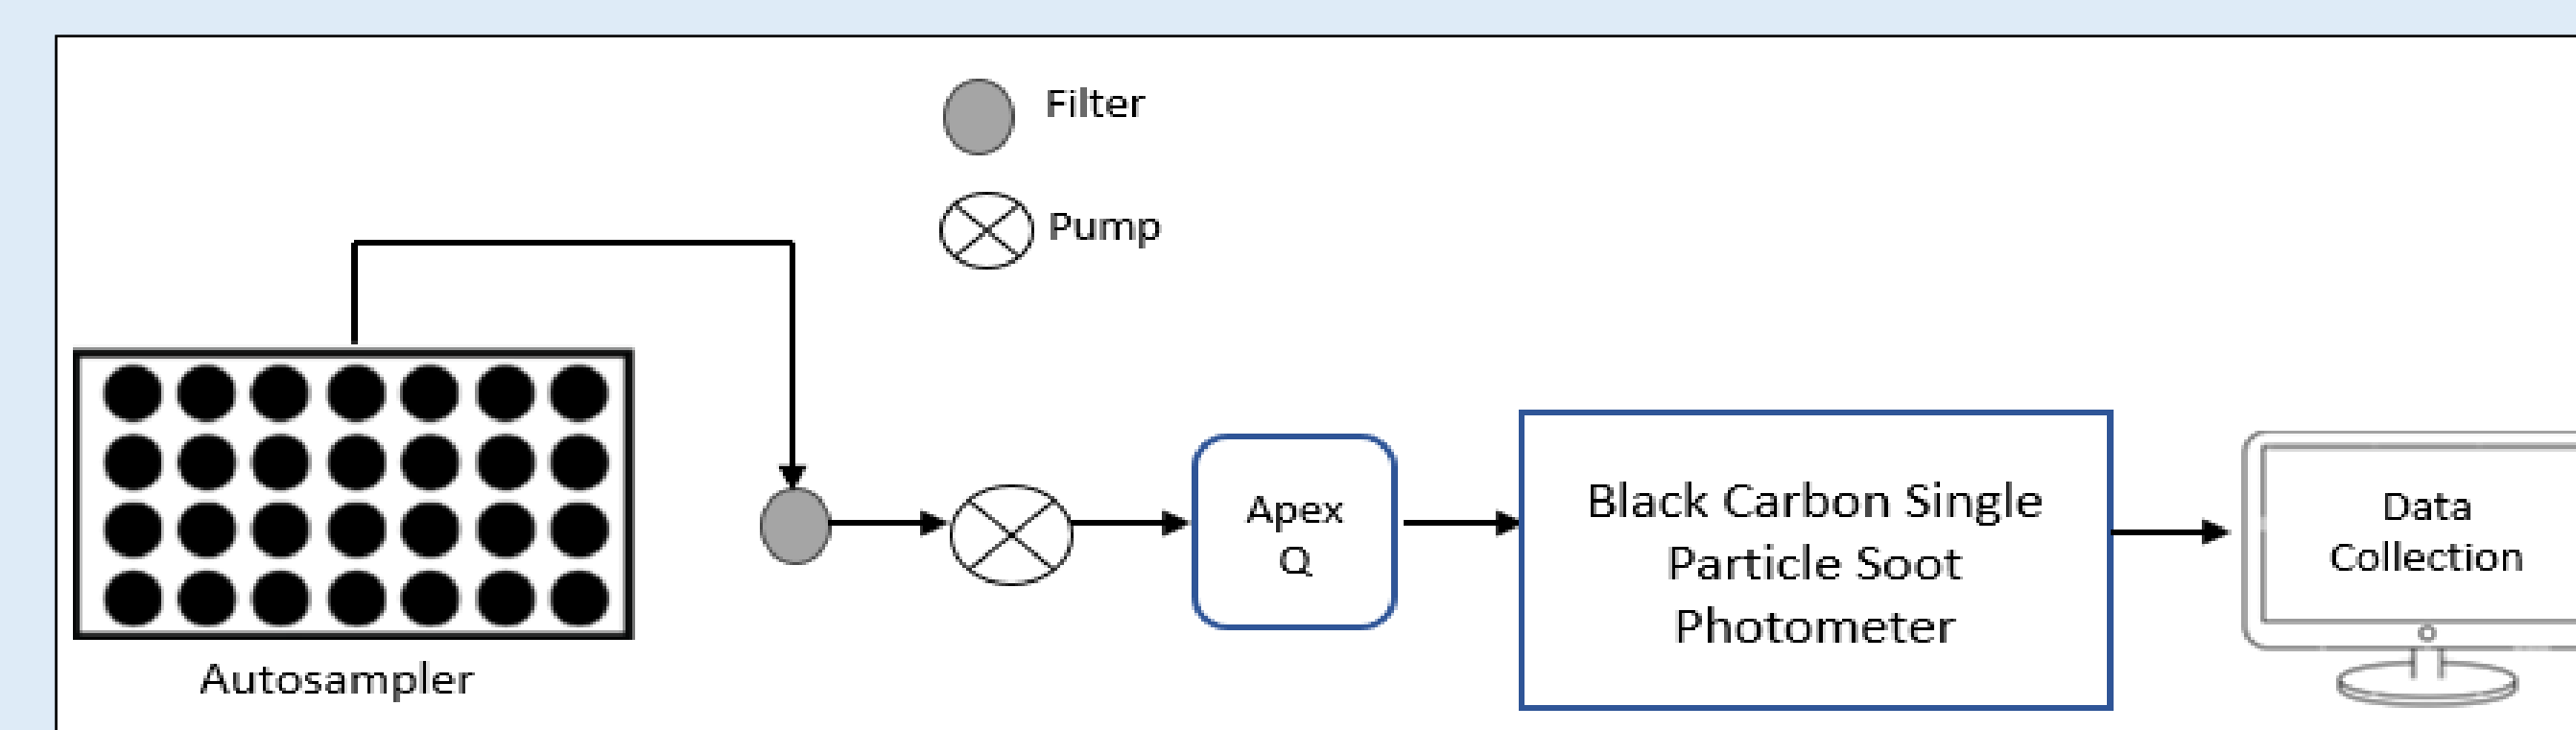 Filter
Pump
Autosampler
Apex
Q
Black Carbon Single
Particle Soot
Photometer
Data
Collection